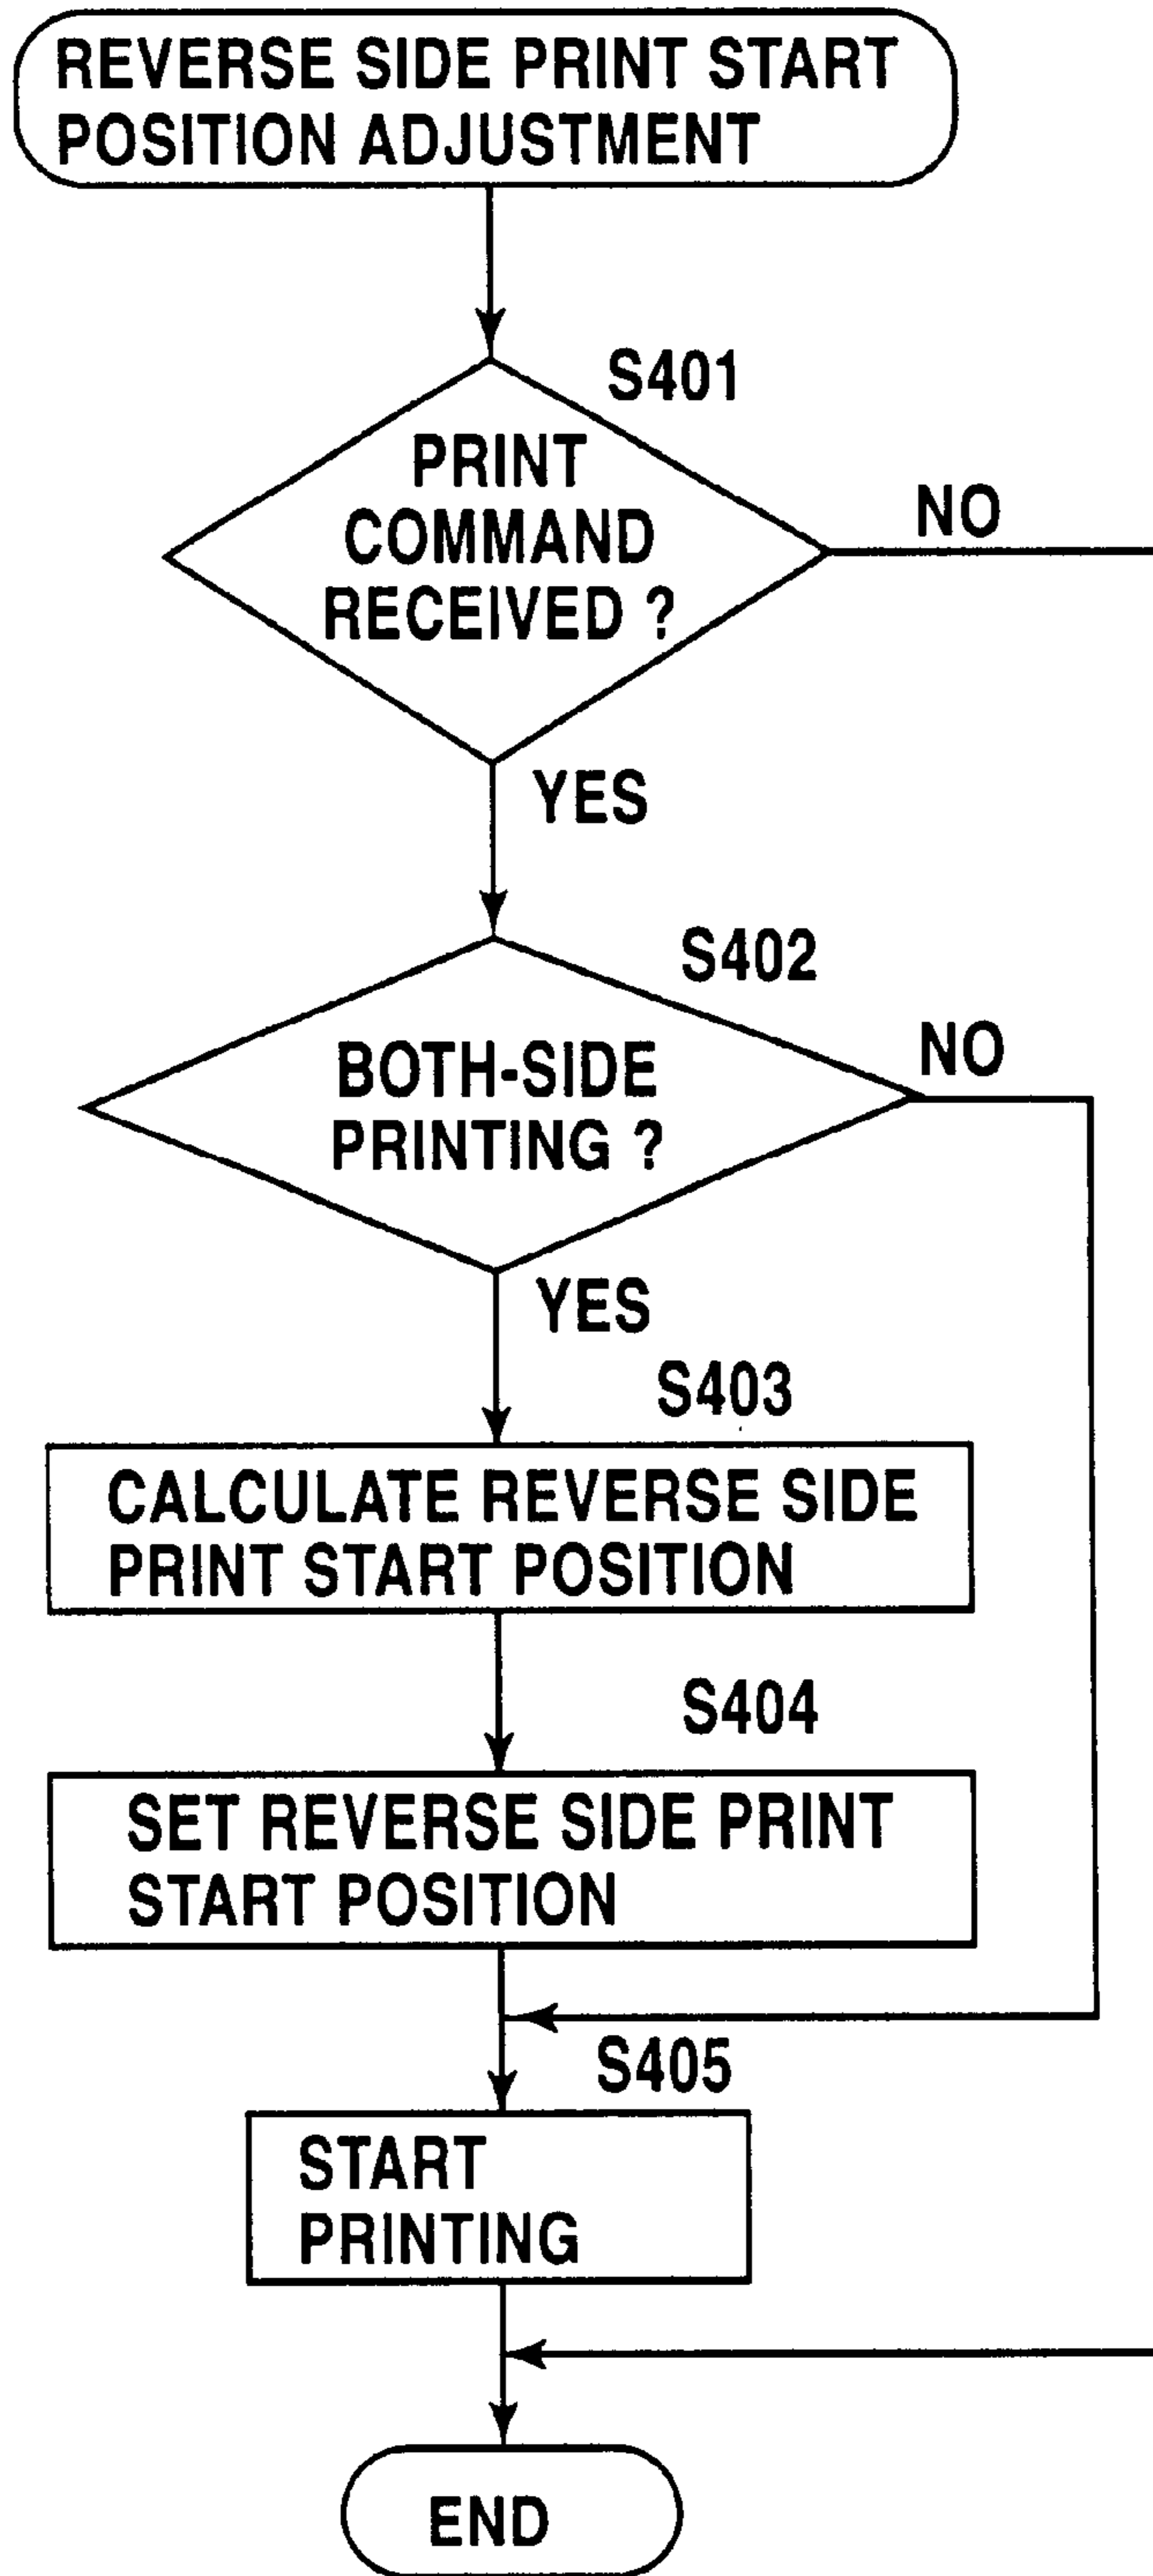 REVERSE SIDE PRINT START
POSITION ADJUSTMENT
S401
PRINT
COMMAND
RECEIVED ?
NO
YES
S402
BOTH-SIDE
PRINTING ?
NO
YES
S403
CALCULATE REVERSE SIDE
PRINT START POSITION
S404
SET REVERSE SIDE PRINT
START POSITION
S405
START
PRINTING
END